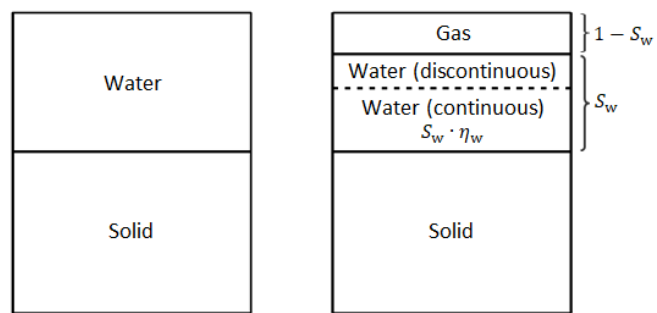 Water
Solid
Gas
1 − S_w
Water (discontinuous)
Water (continuous)
S_w · η_w
S_w
Solid